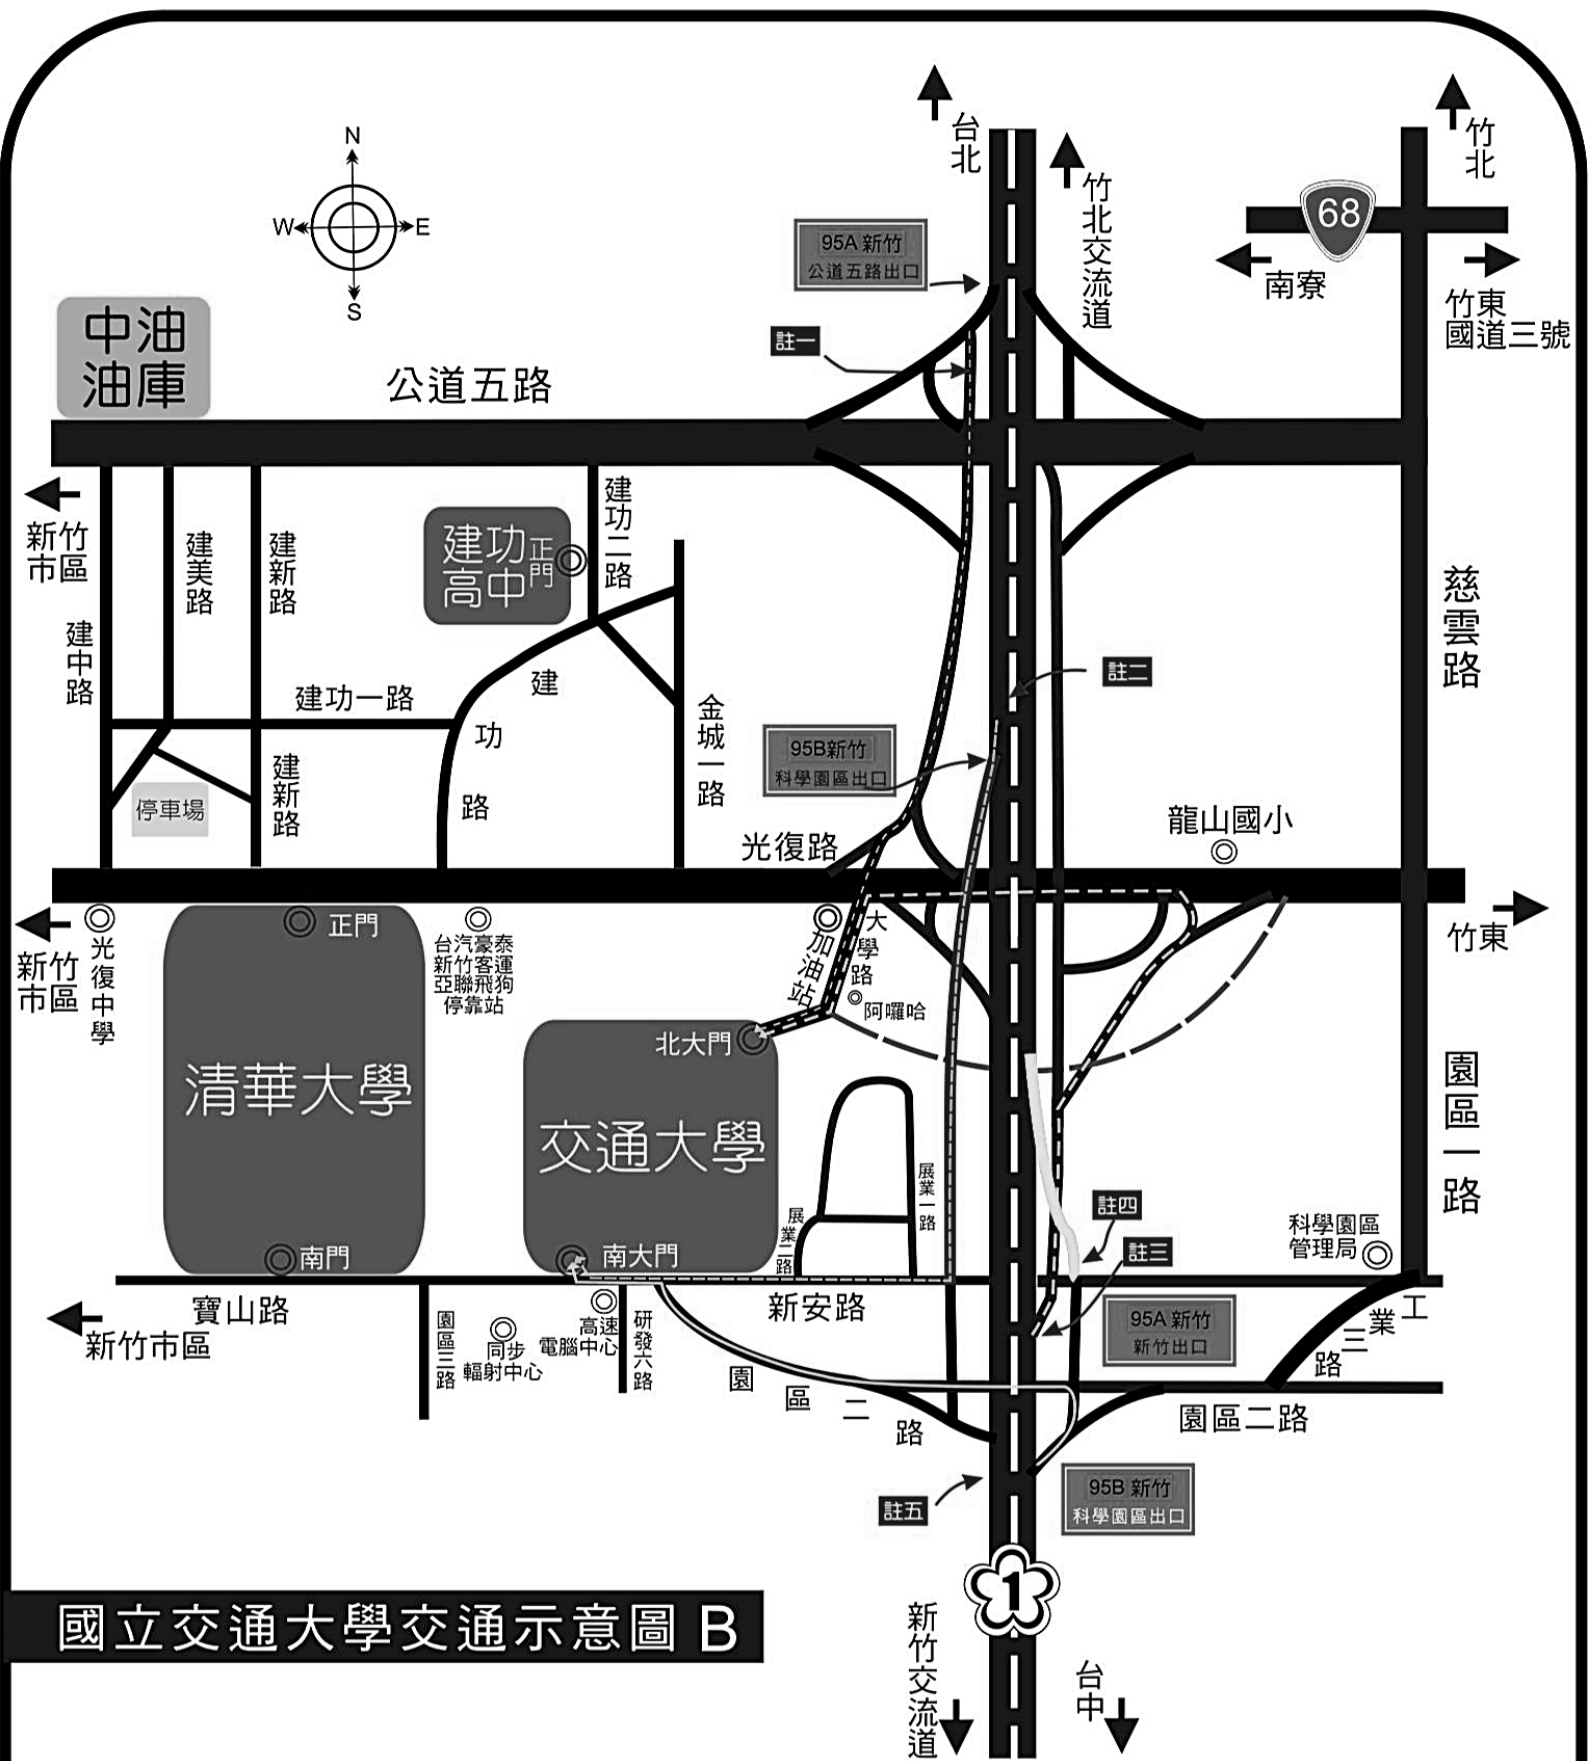 N
W
E
S
台北
竹北
68
竹北交流道
95A 新竹
公道五路出口
南寮
竹東
國道三號
中油
油庫
註一
公道五路
新竹
市區
建中路
建美路
建新路
建功
高中
正門
建功二路
慈雲路
註二
建功一路
建功路
金城一路
95B新竹
科學園區出口
建新路
停車場
光復路
龍山國小
新竹
市區
光復中學
正門
台汽豪泰
新竹客運
亞聯飛狗
停靠站
加油站
大學路
阿囉哈
竹東
清華大學
北大門
交通大學
園區一路
展業一路
展業二路
註四
註三
科學園區
管理局
南門
南大門
寶山路
新安路
新竹市區
園區三路
同步
輻射中心
高速
電腦中心
研發六路
95A 新竹
新竹出口
工業三路
園區二路
園區二路
註五
95B 新竹
科學園區出口
1
國立交通大學交通示意圖 B
新竹交流道
台中